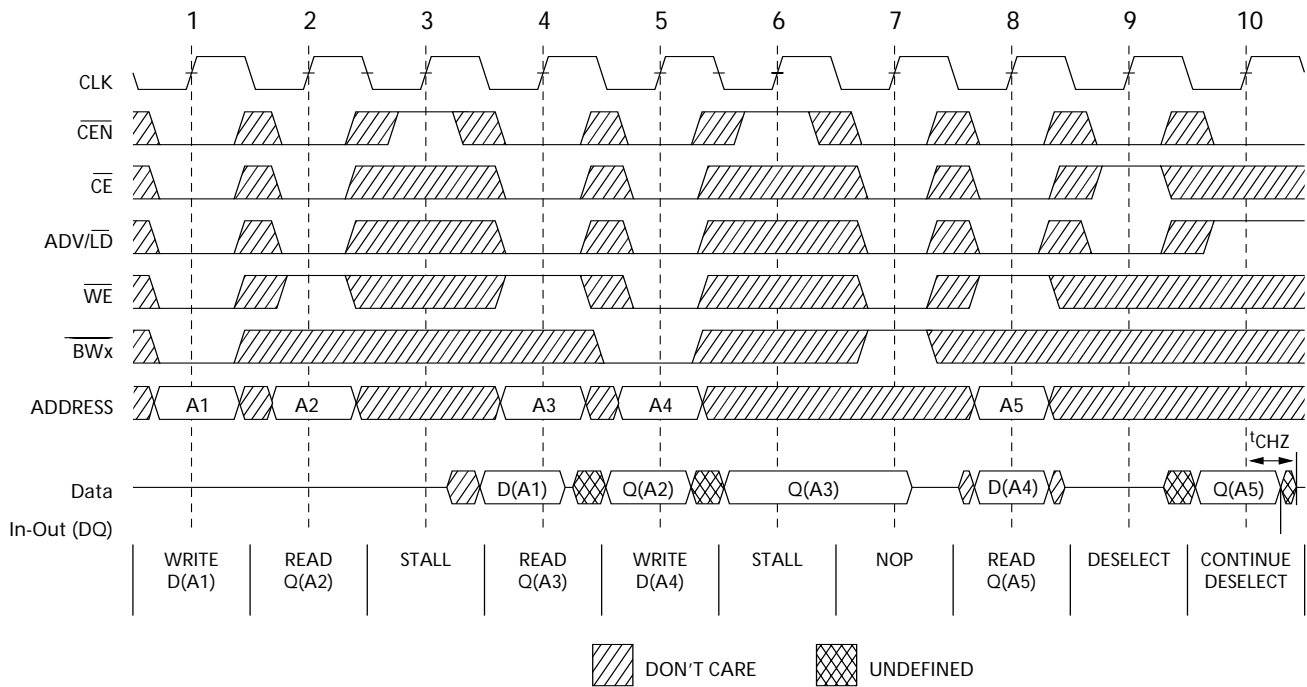 1 2 3 4 5 6 7 8 9 10
CLK
CEN
CE
ADV/LD
WE
BWx
ADDRESS A1 A2 A3 A4 A5
tCHZ
Data D(A1) Q(A2) Q(A3) D(A4) Q(A5)
In-Out (DQ)
WRITE READ STALL READ WRITE STALL NOP READ DESELECT CONTINUE
D(A1) Q(A2) Q(A3) D(A4) Q(A5) DESELECT
DON'T CARE UNDEFINED